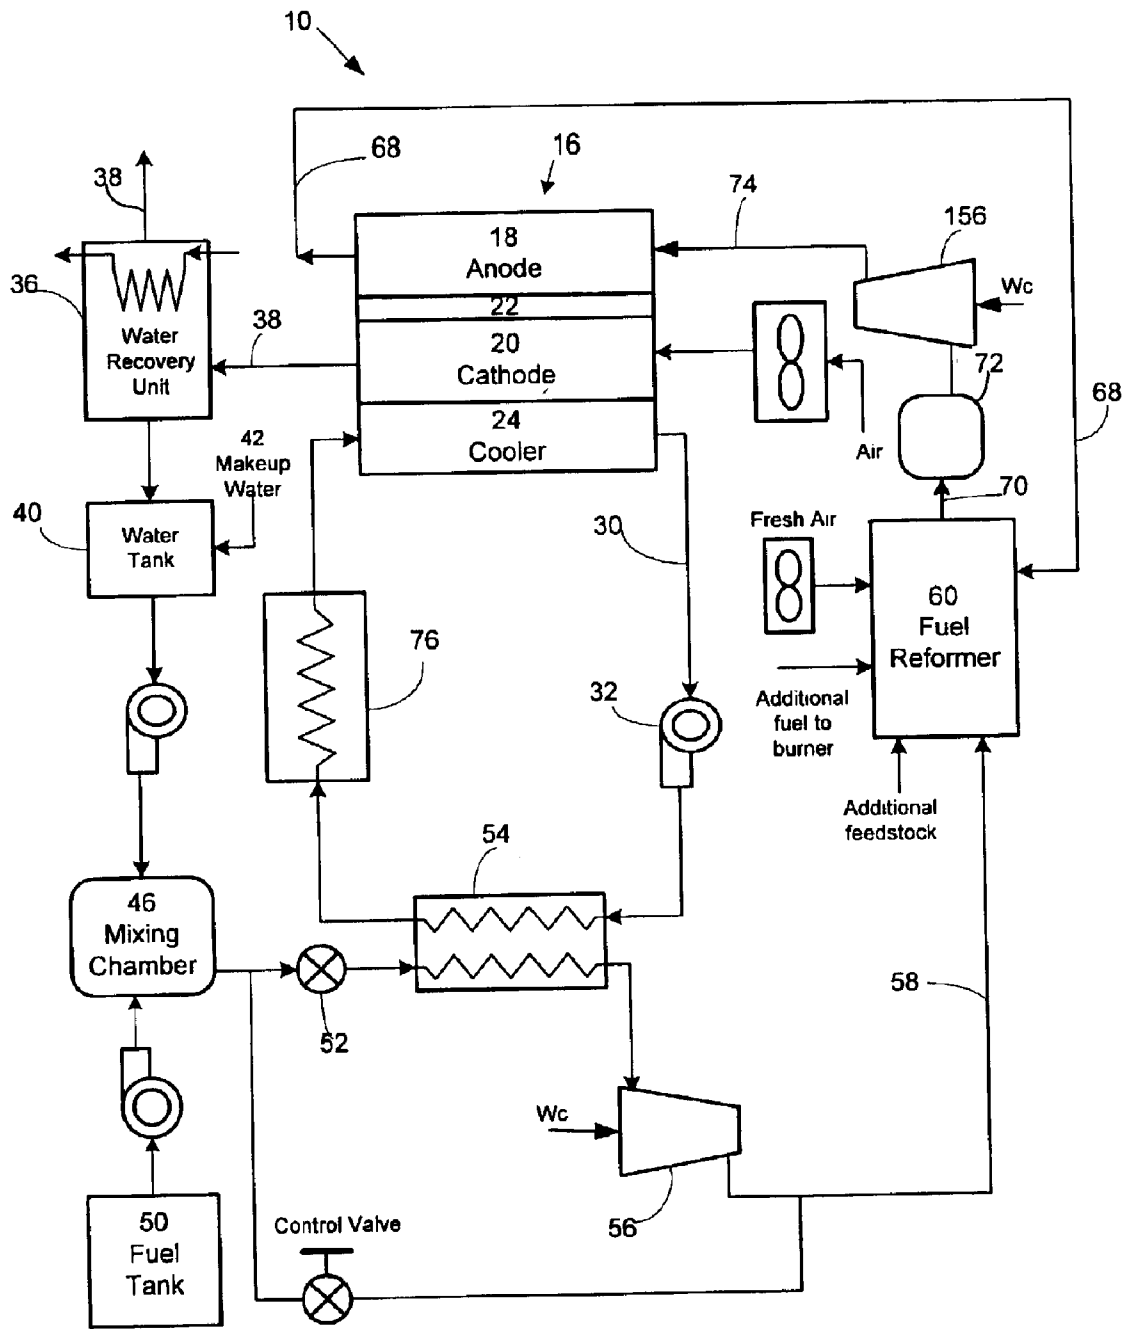 10
68
16
38
74
156
18
Anode
36
Wc
22
Water
Recovery
Unit
38
20
Cathode
72
68
24
Cooler
42
Makeup
Water
Air
70
40
Water
Tank
30
Fresh Air
60
Fuel
Reformer
76
32
Additional
fuel to
burner
Additional
feedstock
54
46
Mixing
Chamber
58
52
Wc
50
Fuel
Tank
Control Valve
56